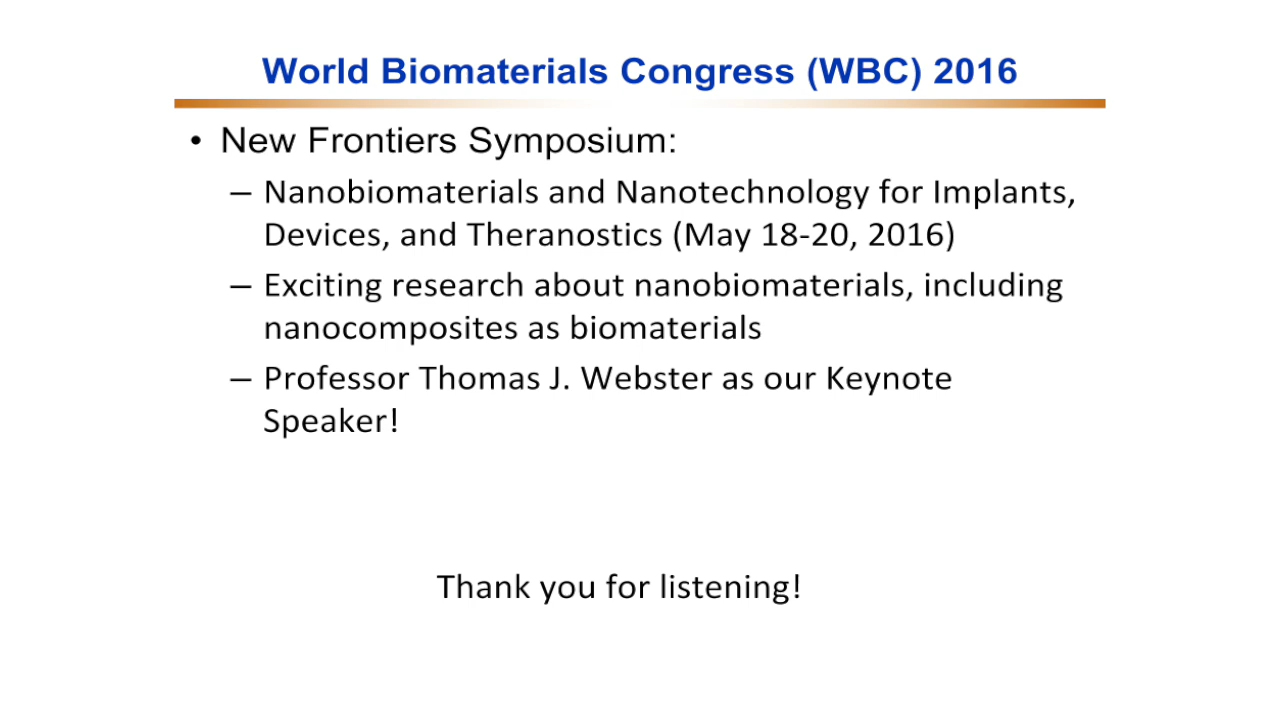 World Biomaterials Congress (WBC) 2016
• New Frontiers Symposium:
– Nanobiomaterials and Nanotechnology for Implants,
Devices, and Theranostics (May 18-20, 2016)
– Exciting research about nanobiomaterials, including
nanocomposites as biomaterials
– Professor Thomas J. Webster as our Keynote
Speaker!
Thank you for listening!